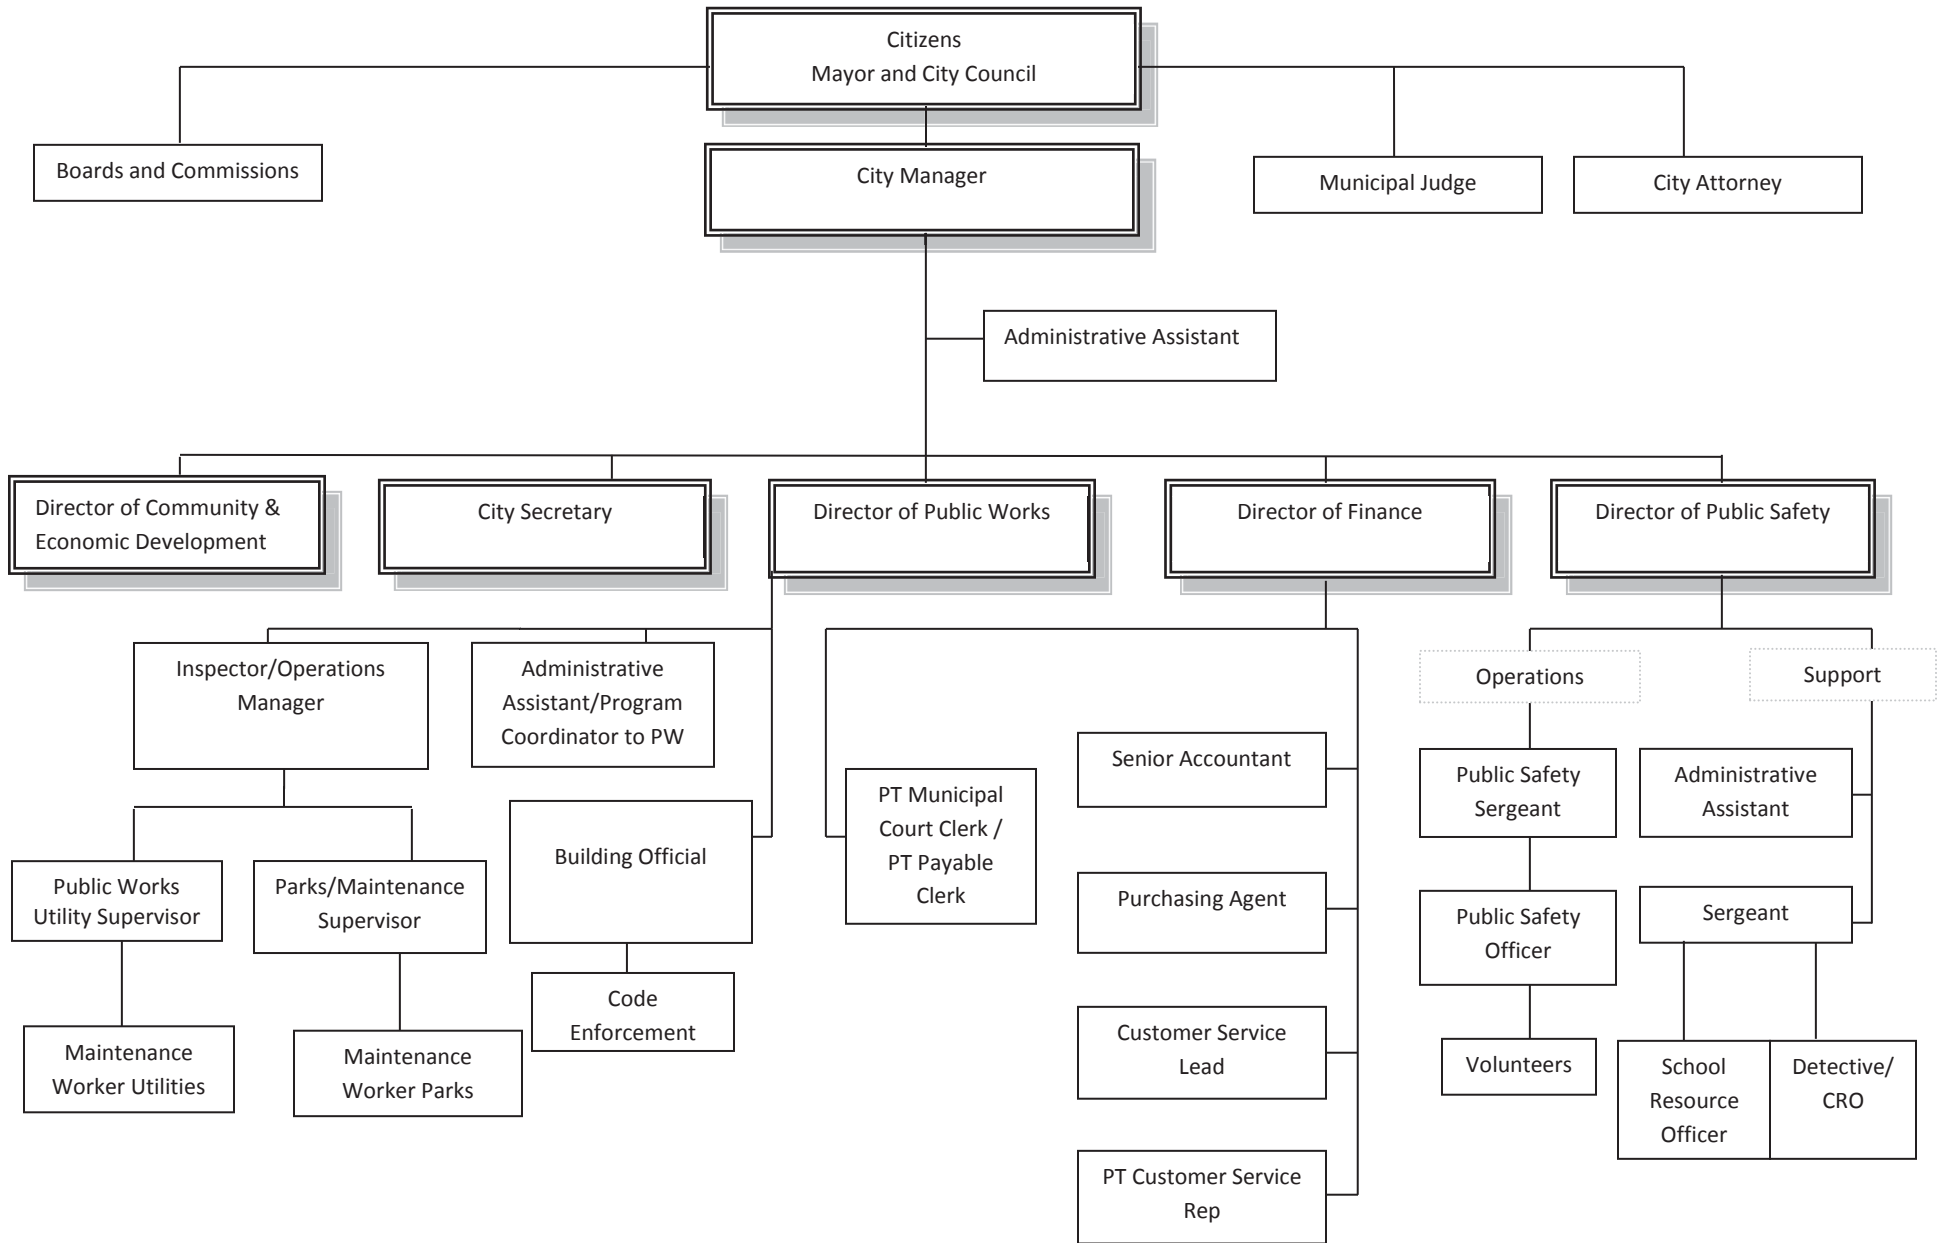 Citizens
Mayor and City Council
Boards and Commissions
City Manager
Municipal Judge
City Attorney
Administrative Assistant
Director of Community &
Economic Development
City Secretary
Director of Public Works
Director of Finance
Director of Public Safety
Inspector/Operations
Manager
Administrative
Assistant/Program
Coordinator to PW
Operations
Support
Senior Accountant
PT Municipal
Court Clerk /
PT Payable
Clerk
Public Safety
Sergeant
Administrative
Assistant
Building Official
Public Works
Utility Supervisor
Parks/Maintenance
Supervisor
Purchasing Agent
Public Safety
Officer
Sergeant
Code
Enforcement
Maintenance
Worker Utilities
Maintenance
Worker Parks
Customer Service
Lead
Volunteers
School
Resource
Officer
Detective/
CRO
PT Customer Service
Rep